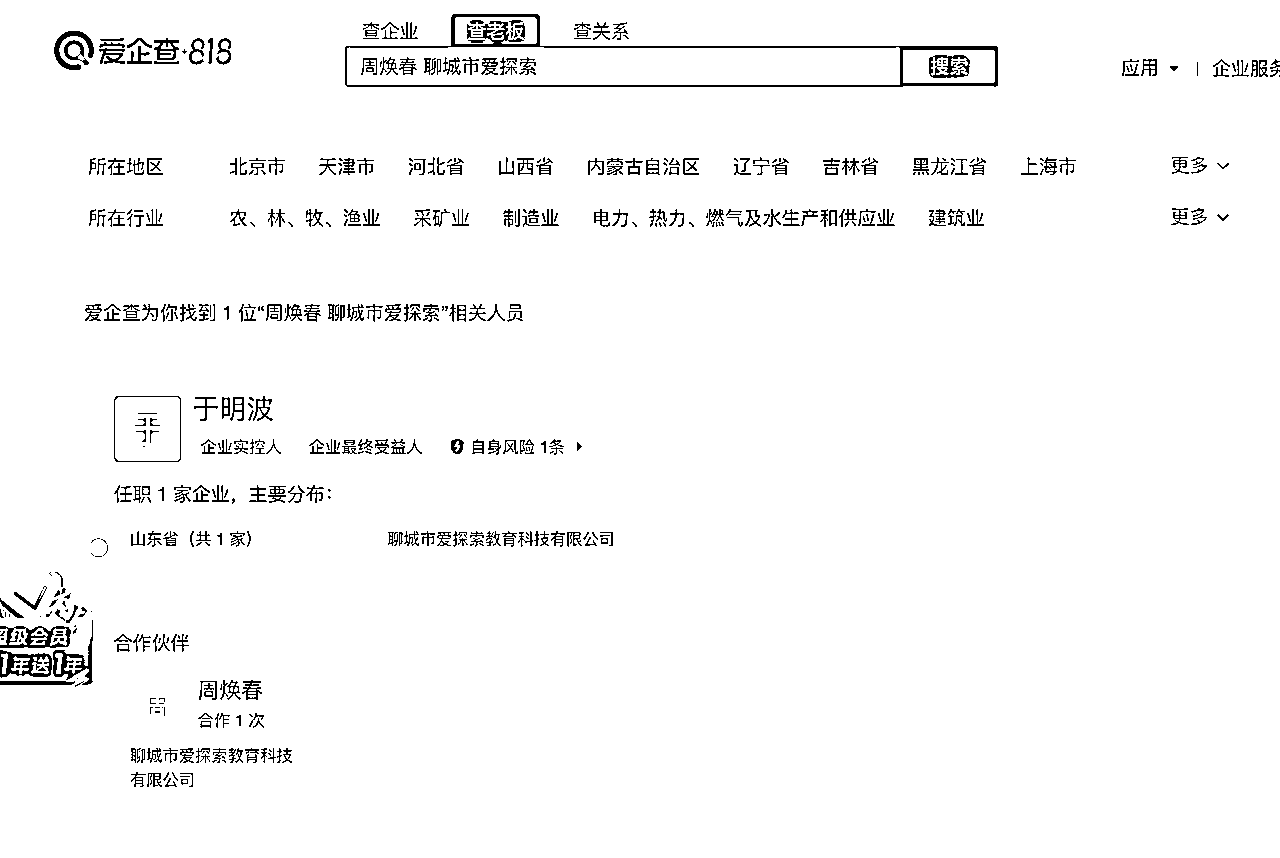 查企业 查老板 查关系
爱企查·818
周焕春 聊城市爱探索 搜索
应用 | 企业服务
所在地区 北京市 天津市 河北省 山西省 内蒙古自治区 辽宁省 吉林省 黑龙江省 上海市 更多
所在行业 农、林、牧、渔业 采矿业 制造业 电力、热力、燃气及水生产和供应业 建筑业 更多
爱企查为你找到 1 位“周焕春 聊城市爱探索”相关人员
于明波
企业实控人 企业最终受益人 自身风险 1条
任职 1 家企业，主要分布：
山东省（共 1 家） 聊城市爱探索教育科技有限公司
超级会员
1年送1年
合作伙伴
周焕春
合作 1 次
聊城市爱探索教育科技
有限公司